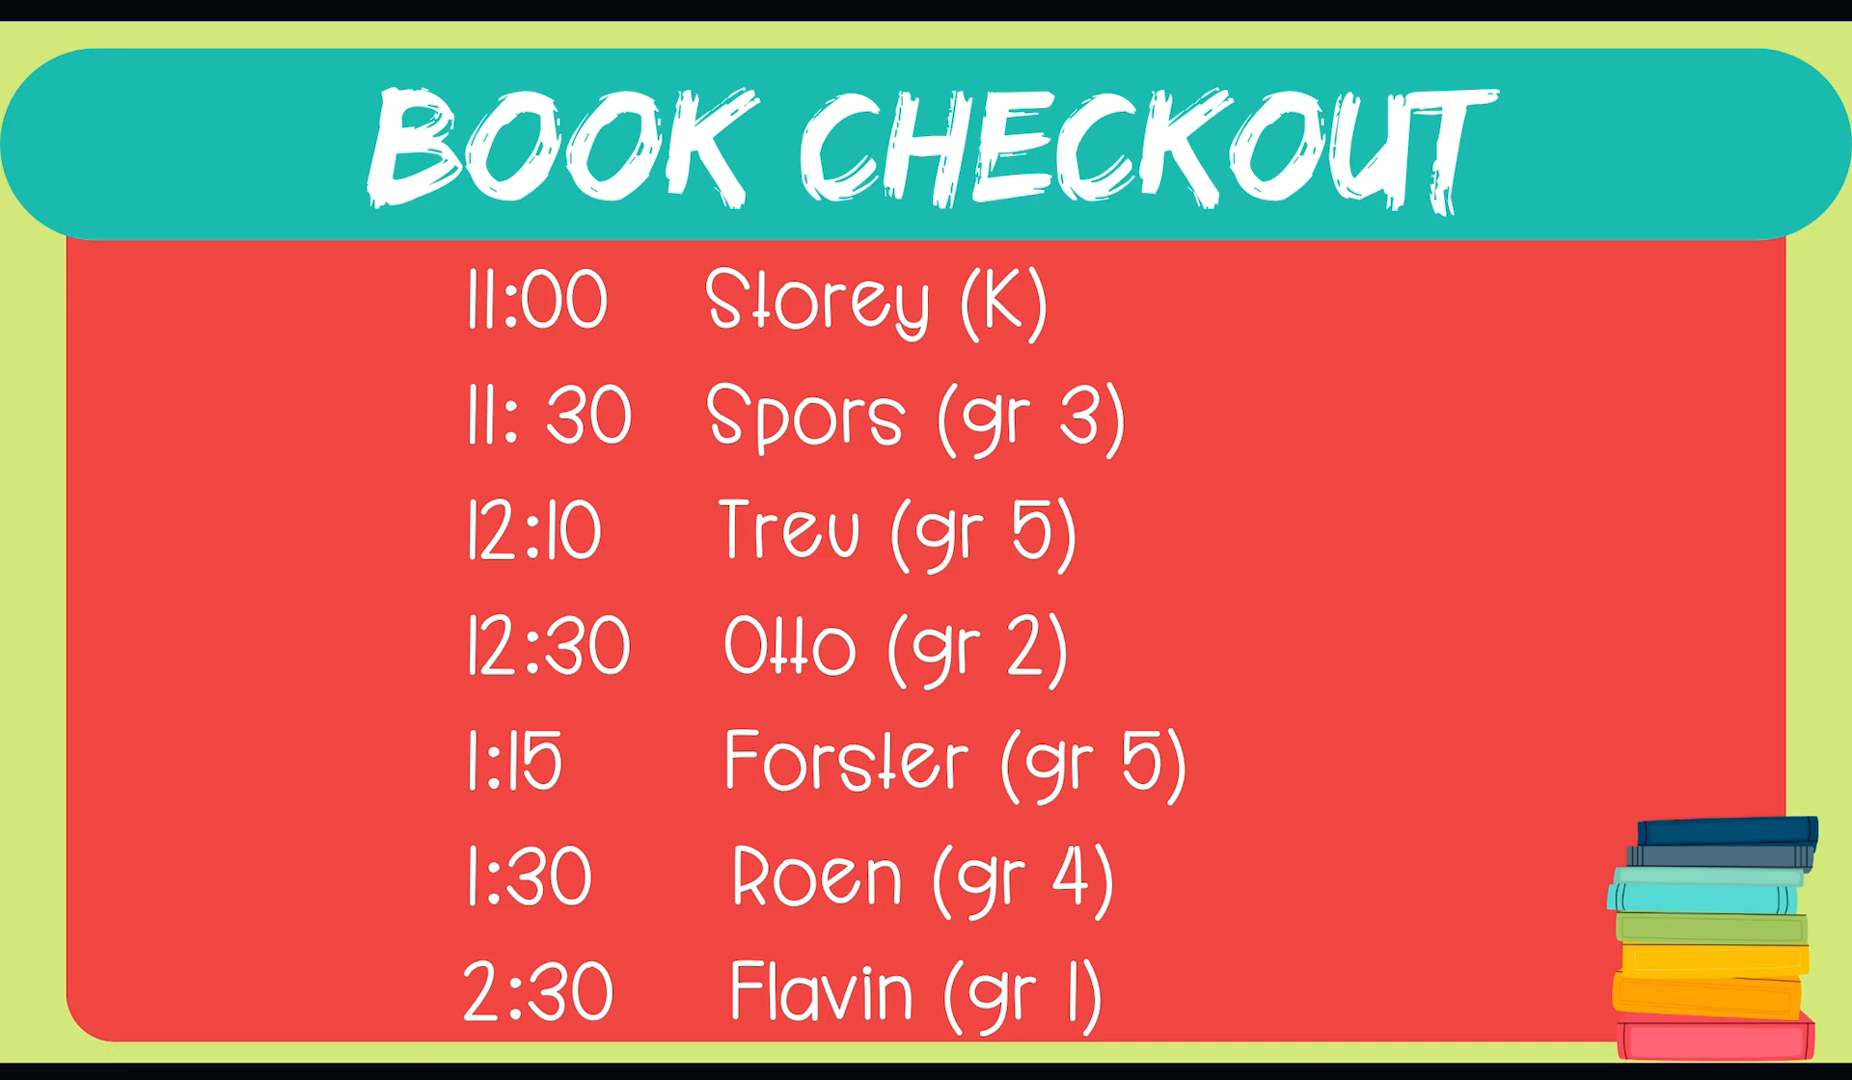 BOOK CHECKOUT
11:00 Storey (K)
11: 30 Spors (gr 3)
12:10 Treu (gr 5)
12:30 Otto (gr 2)
1:15 Forster (gr 5)
1:30 Roen (gr 4)
2:30 Flavin (gr 1)